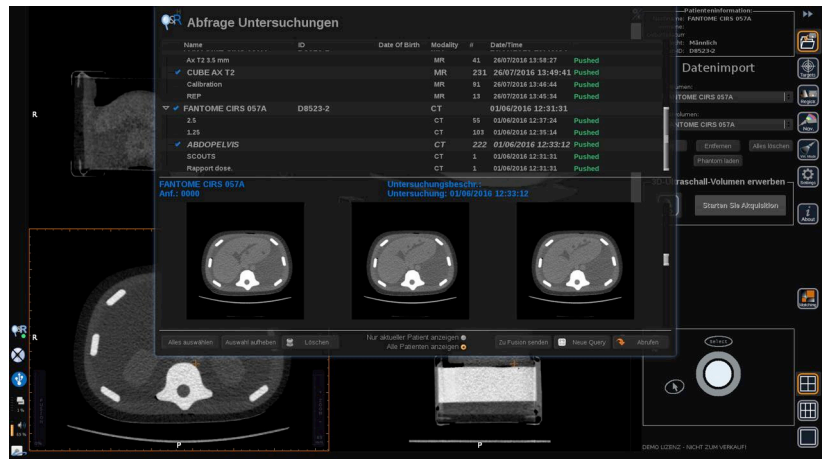 Abfrage Untersuchungen
Name ID Date Of Birth Modality # Date/Time
Ax T2 3.5 mm MR 41 26/07/2016 13:58:27 Pushed
CUBE AX T2 MR 231 26/07/2016 13:49:41 Pushed
Calibration MR 91 26/07/2016 13:46:44 Pushed
REP MR 13 26/07/2016 13:45:34 Pushed
FANTOME CIRS 057A D8523-2 CT 01/06/2016 12:31:31
2.5 CT 55 01/06/2016 12:37:24 Pushed
1.25 CT 103 01/06/2016 12:35:14 Pushed
ABDOPELVIS CT 222 01/06/2016 12:33:12 Pushed
SCOUTS CT 1 01/06/2016 12:31:31 Pushed
Rapport dose. CT 1 01/06/2016 12:31:31 Pushed
FANTOME CIRS 057A Untersuchungsbeschr.:
Anf.: 0000 Untersuchung: 01/06/2016 12:33:12
Alles auswählen Auswahl aufheben Löschen
Nur aktueller Patient anzeigen
Alle Patienten anzeigen
Zu Fusion senden Neue Query Abrufen
Patienteninformation:
FANTOME CIRS 057A
Männlich
D8523-2
Datenimport
FANTOME CIRS 057A
FANTOME CIRS 057A
Entfernen Alles löschen
Phantom laden
Ultraschall-Volumen erwerben
Starten Sie Akquisition
Targets
Region
Nav.
Settings
About
Select
DEMO LIZENZ - NICHT ZUM VERKAUF!
R
R
P
P